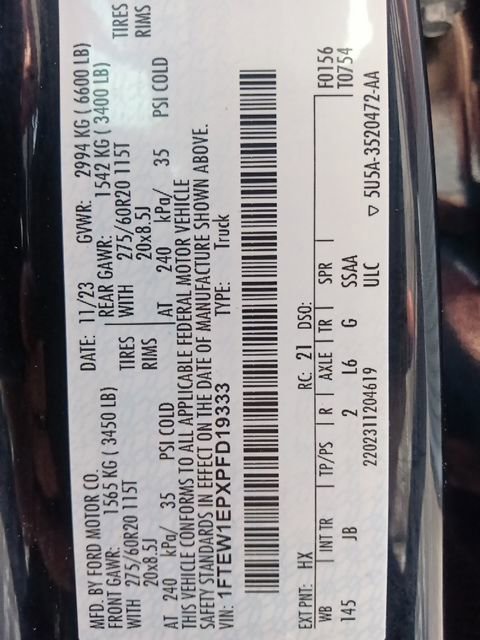 MFD. BY FORD MOTOR CO. DATE: 11/23 GVWR: 2994 KG ( 6600 LB)
FRONT GAWR: 1565 KG ( 3450 LB) REAR GAWR: 1542 KG ( 3400 LB)
WITH 275/60R20 115T TIRES WITH 275/60R20 115T TIRES
20x8.5J RIMS 20x8.5J RIMS
AT 240 kPa/ 35 PSI COLD AT 240 kPa/ 35 PSI COLD
THIS VEHICLE CONFORMS TO ALL APPLICABLE FEDERAL MOTOR VEHICLE
SAFETY STANDARDS IN EFFECT ON THE DATE OF MANUFACTURE SHOWN ABOVE.
VIN: 1FTEW1EPXPFD19333 TYPE: Truck
EXT PNT: HX RC: 21 DSO: F0156
WB INT TR TP/PS R AXLE TR SPR T0754
145 JB 2 L6 G SSAA
2202311204619 ULC ▽ 5U5A-3520472-AA